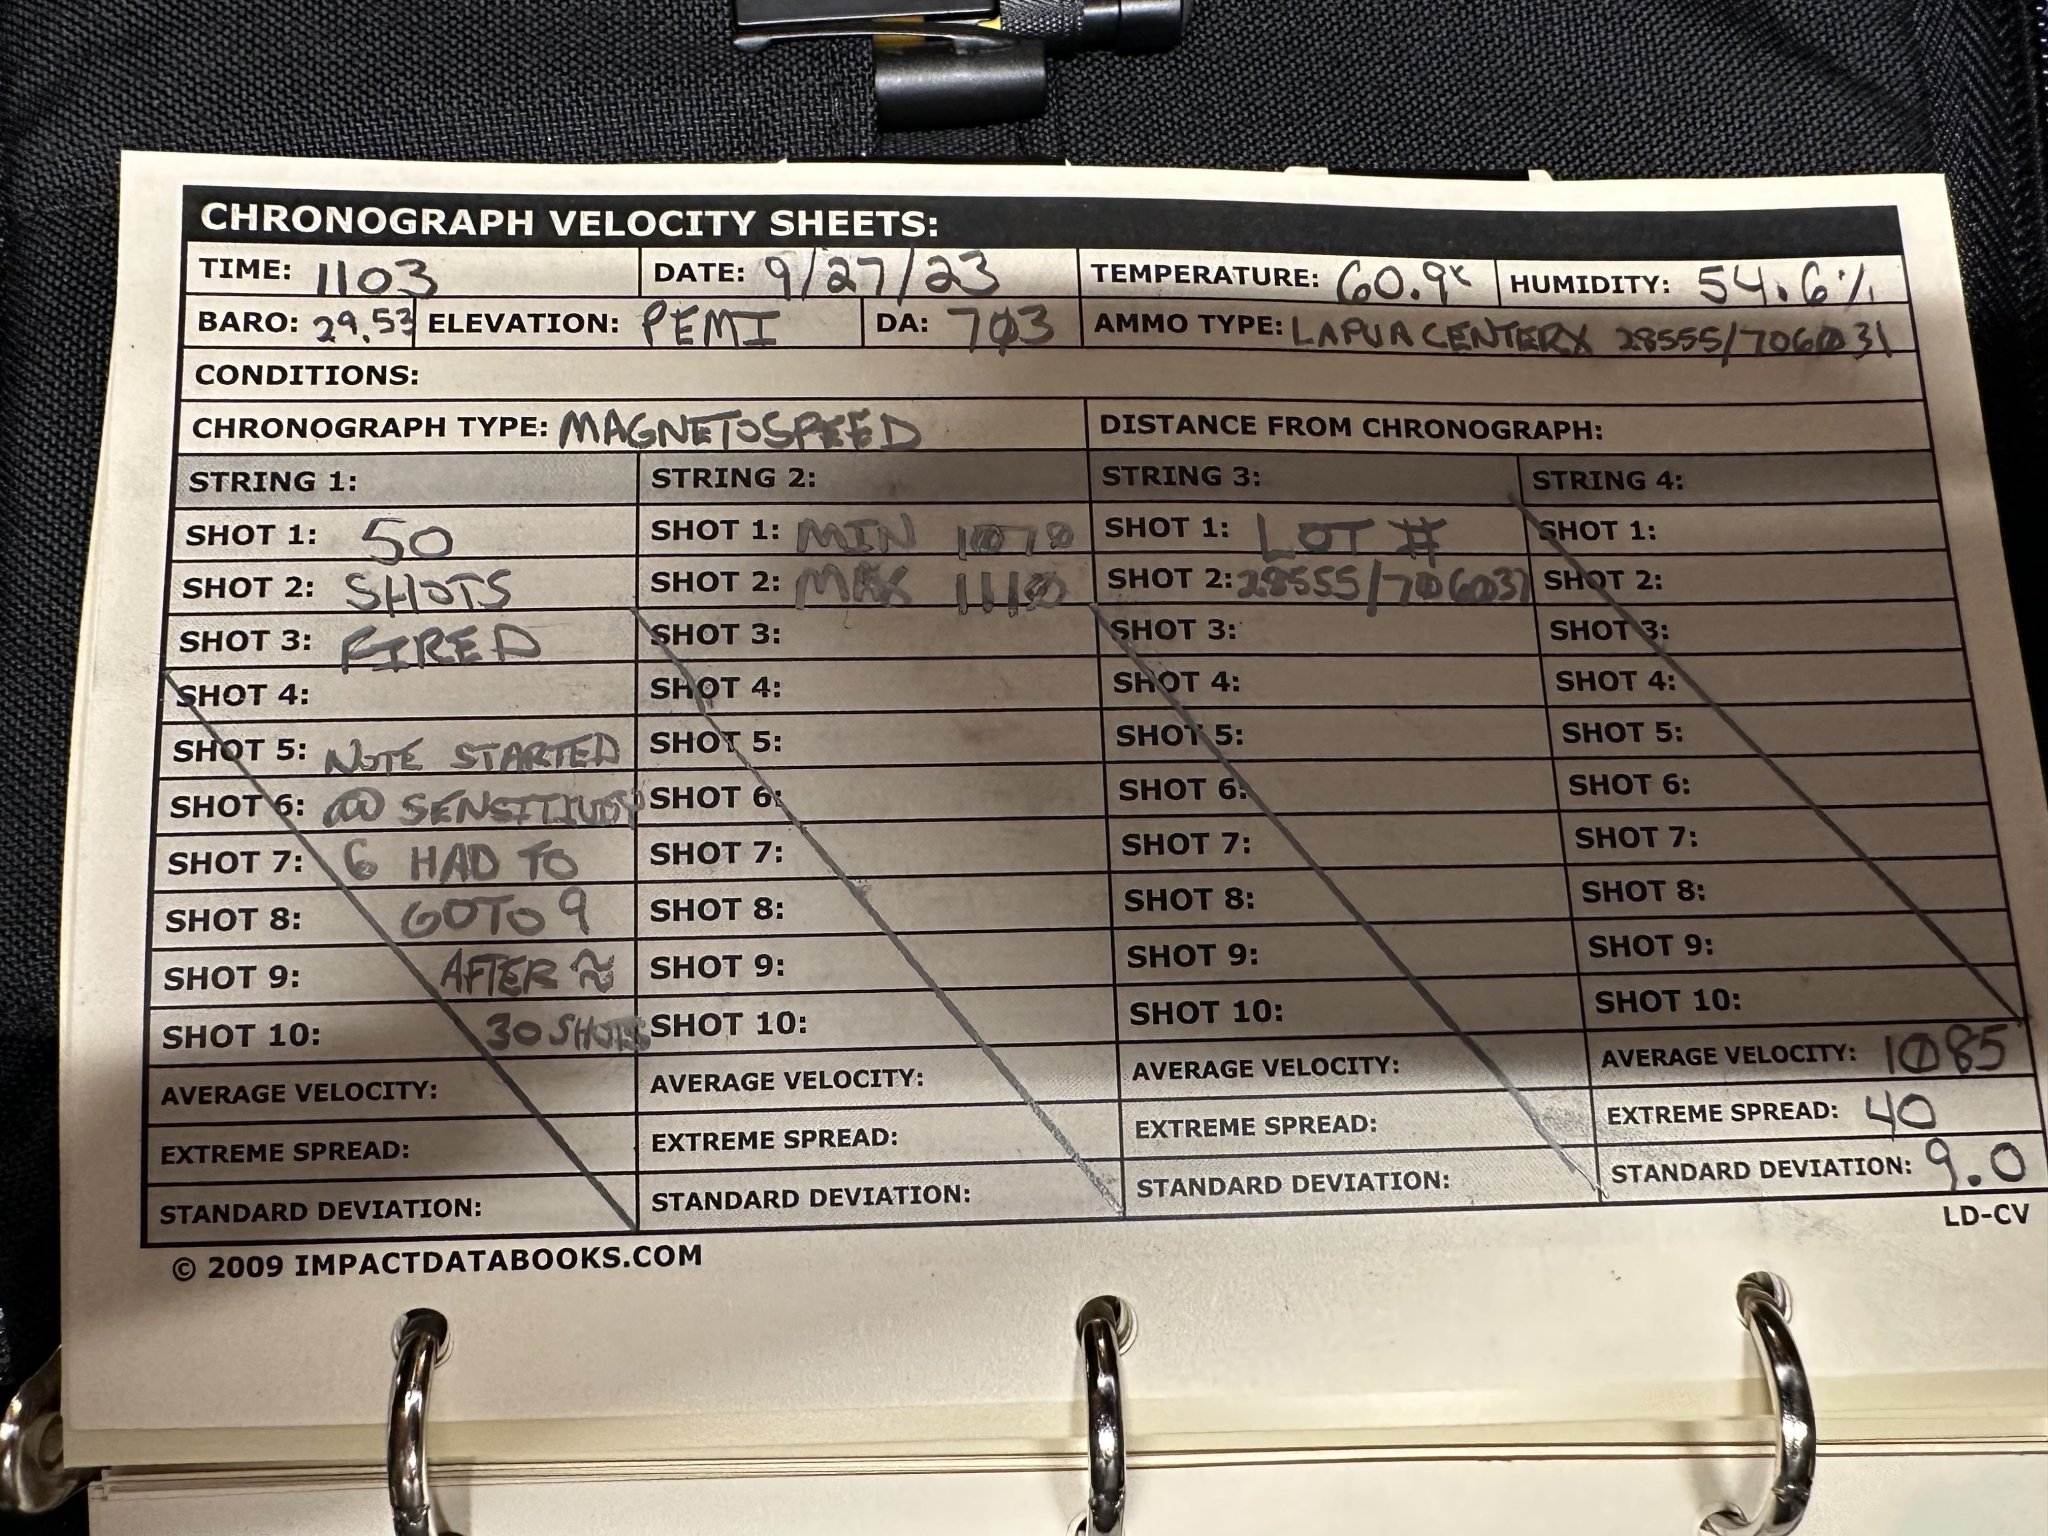 CHRONOGRAPH VELOCITY SHEETS:
TIME: 1103 DATE: 9/27/23 TEMPERATURE: 60.9 HUMIDITY: 54.6%
BARO: 29.53 ELEVATION: PEMI DA: 703 AMMO TYPE: LAPUA CENTERX 28555/706031
CONDITIONS:
CHRONOGRAPH TYPE: MAGNETOSPEED DISTANCE FROM CHRONOGRAPH:
STRING 1: STRING 2: STRING 3: STRING 4:
SHOT 1: 50 SHOT 1: MIN 1070 SHOT 1: LOT # SHOT 1:
SHOT 2: SHOTS SHOT 2: MAX 1110 SHOT 2: 28555/706031 SHOT 2:
SHOT 3: FIRED SHOT 3: SHOT 3: SHOT 3:
SHOT 4: SHOT 4: SHOT 4: SHOT 4:
SHOT 5: NOTE STARTED SHOT 5: SHOT 5: SHOT 5:
SHOT 6: @ SENSITIVITY SHOT 6: SHOT 6: SHOT 6:
SHOT 7: 6 HAD TO SHOT 7: SHOT 7: SHOT 7:
SHOT 8: GOTO 9 SHOT 8: SHOT 8: SHOT 8:
SHOT 9: AFTER ≈ SHOT 9: SHOT 9: SHOT 9:
SHOT 10: 30 SHOTS SHOT 10: SHOT 10: SHOT 10:
AVERAGE VELOCITY: AVERAGE VELOCITY: AVERAGE VELOCITY: AVERAGE VELOCITY: 1085
EXTREME SPREAD: EXTREME SPREAD: EXTREME SPREAD: EXTREME SPREAD: 40
STANDARD DEVIATION: STANDARD DEVIATION: STANDARD DEVIATION: STANDARD DEVIATION: 9.0
LD-CV
© 2009 IMPACTDATABOOKS.COM